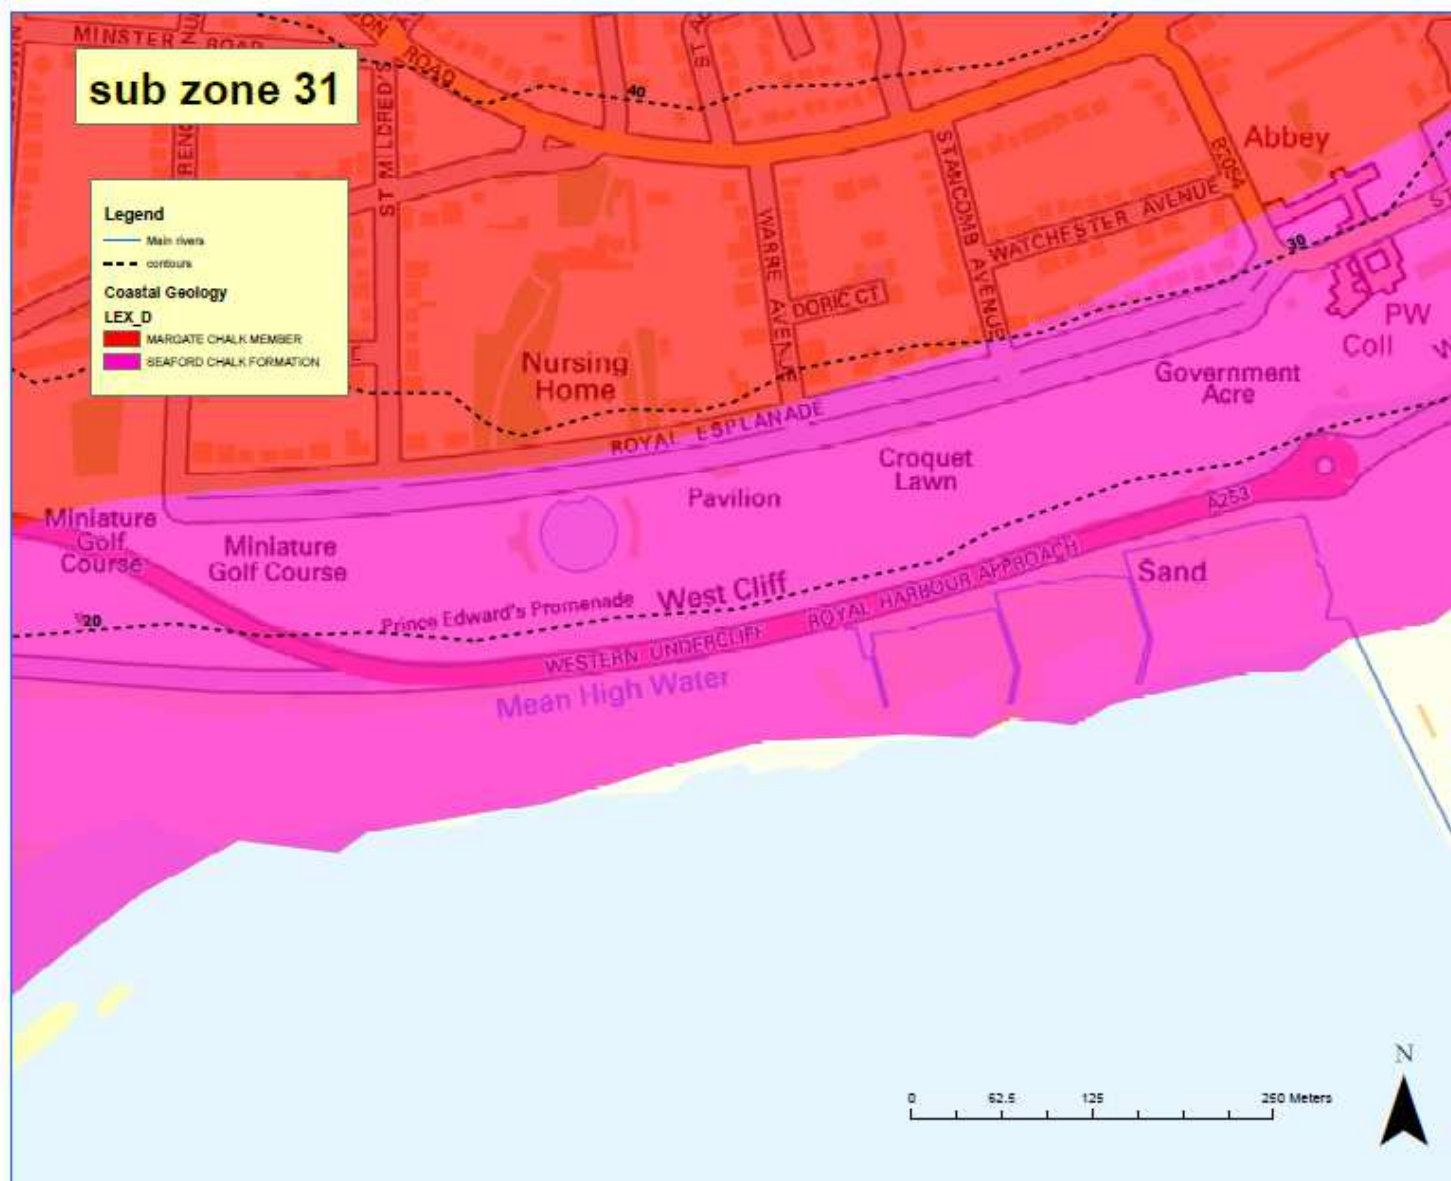 MINSTER ROAD
ON ROAD
ST
sub zone 31
40
ST MILDRED'S
RENC
Abbey
B2054
Legend
Main rivers
contours
Coastal Geology
LEX_D
MARGATE CHALK MEMBER
SEAFORD CHALK FORMATION
WARRE AVENUE
STANCOMB AVENUE
WATCHESTER AVENUE
S
30
DORIC CT
PW
Coll
W
Nursing
Home
Government
Acre
ROYAL ESPLANADE
Croquet
Lawn
Pavilion
A253
Miniature
Golf
Course
Miniature
Golf Course
Sand
Prince Edward's Promenade
West Cliff
20
WESTERN UNDERCLIFF
ROYAL HARBOUR APPROACH
Mean High Water
N
0 62.5 125 250 Meters